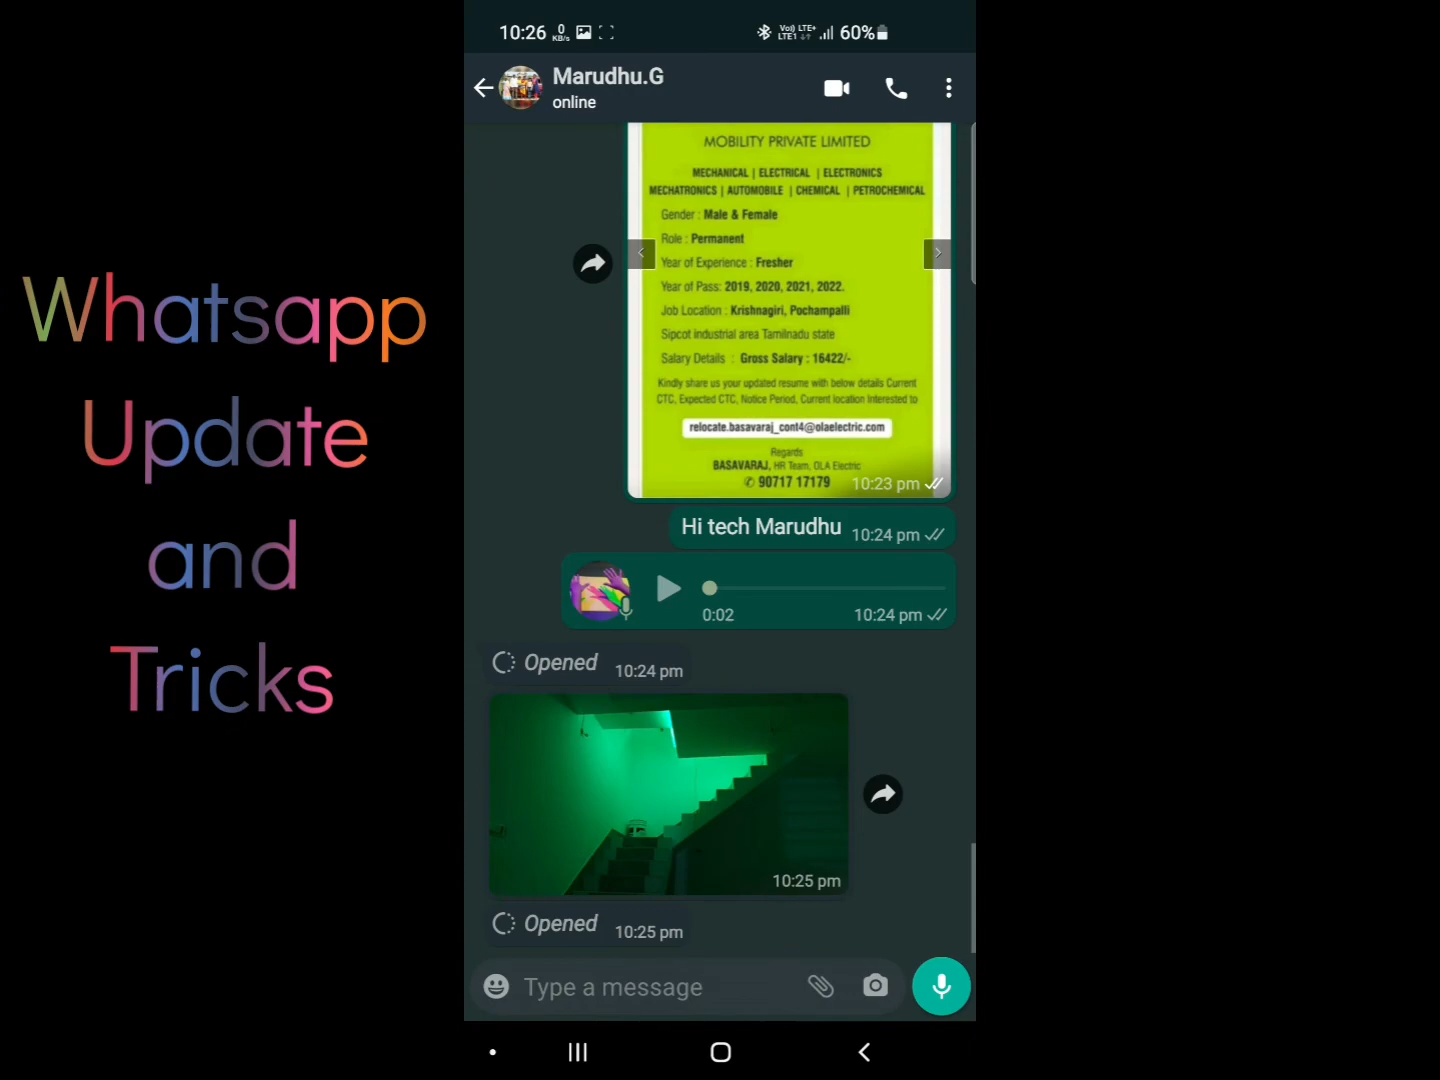 Whatsapp
Update
and
Tricks
10:26 0 KB/s Vo) LTE+ LTE1 60%
Marudhu.G
online
MOBILITY PRIVATE LIMITED
MECHANICAL | ELECTRICAL | ELECTRONICS
MECHATRONICS | AUTOMOBILE | CHEMICAL | PETROCHEMICAL
Gender : Male & Female
Role : Permanent
Year of Experience : Fresher
Year of Pass: 2019, 2020, 2021, 2022.
Job Location : Krishnagiri, Pochampalli
Sipcot industrial area Tamilnadu state
Salary Details : Gross Salary : 16422/-
Kindly share us your updated resume with below details Current
CTC, Expected CTC, Notice Period, Current location Interested to
relocate.basavaraj_cont4@olaelectric.com
Regards
BASAVARAJ, HR Team, OLA Electric
✆ 90717 17179 10:23 pm
Hi tech Marudhu 10:24 pm
0:02 10:24 pm
Opened 10:24 pm
10:25 pm
Opened 10:25 pm
Type a message